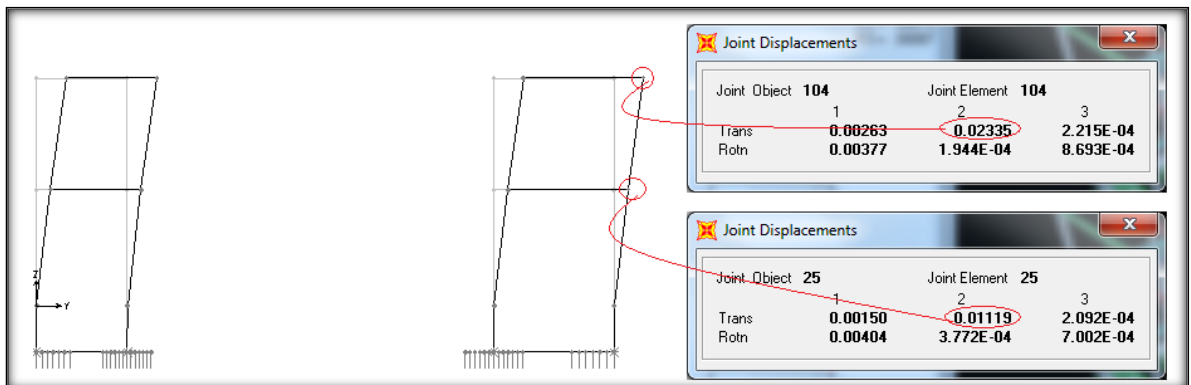 Joint Displacements
Joint Object 104 Joint Element 104
1 2 3
Trans 0.00263 0.02335 2.215E-04
Rotn 0.00377 1.944E-04 8.693E-04
Joint Displacements
Joint Object 25 Joint Element 25
1 2 3
Trans 0.00150 0.01119 2.092E-04
Rotn 0.00404 3.772E-04 7.002E-04
Z
Y